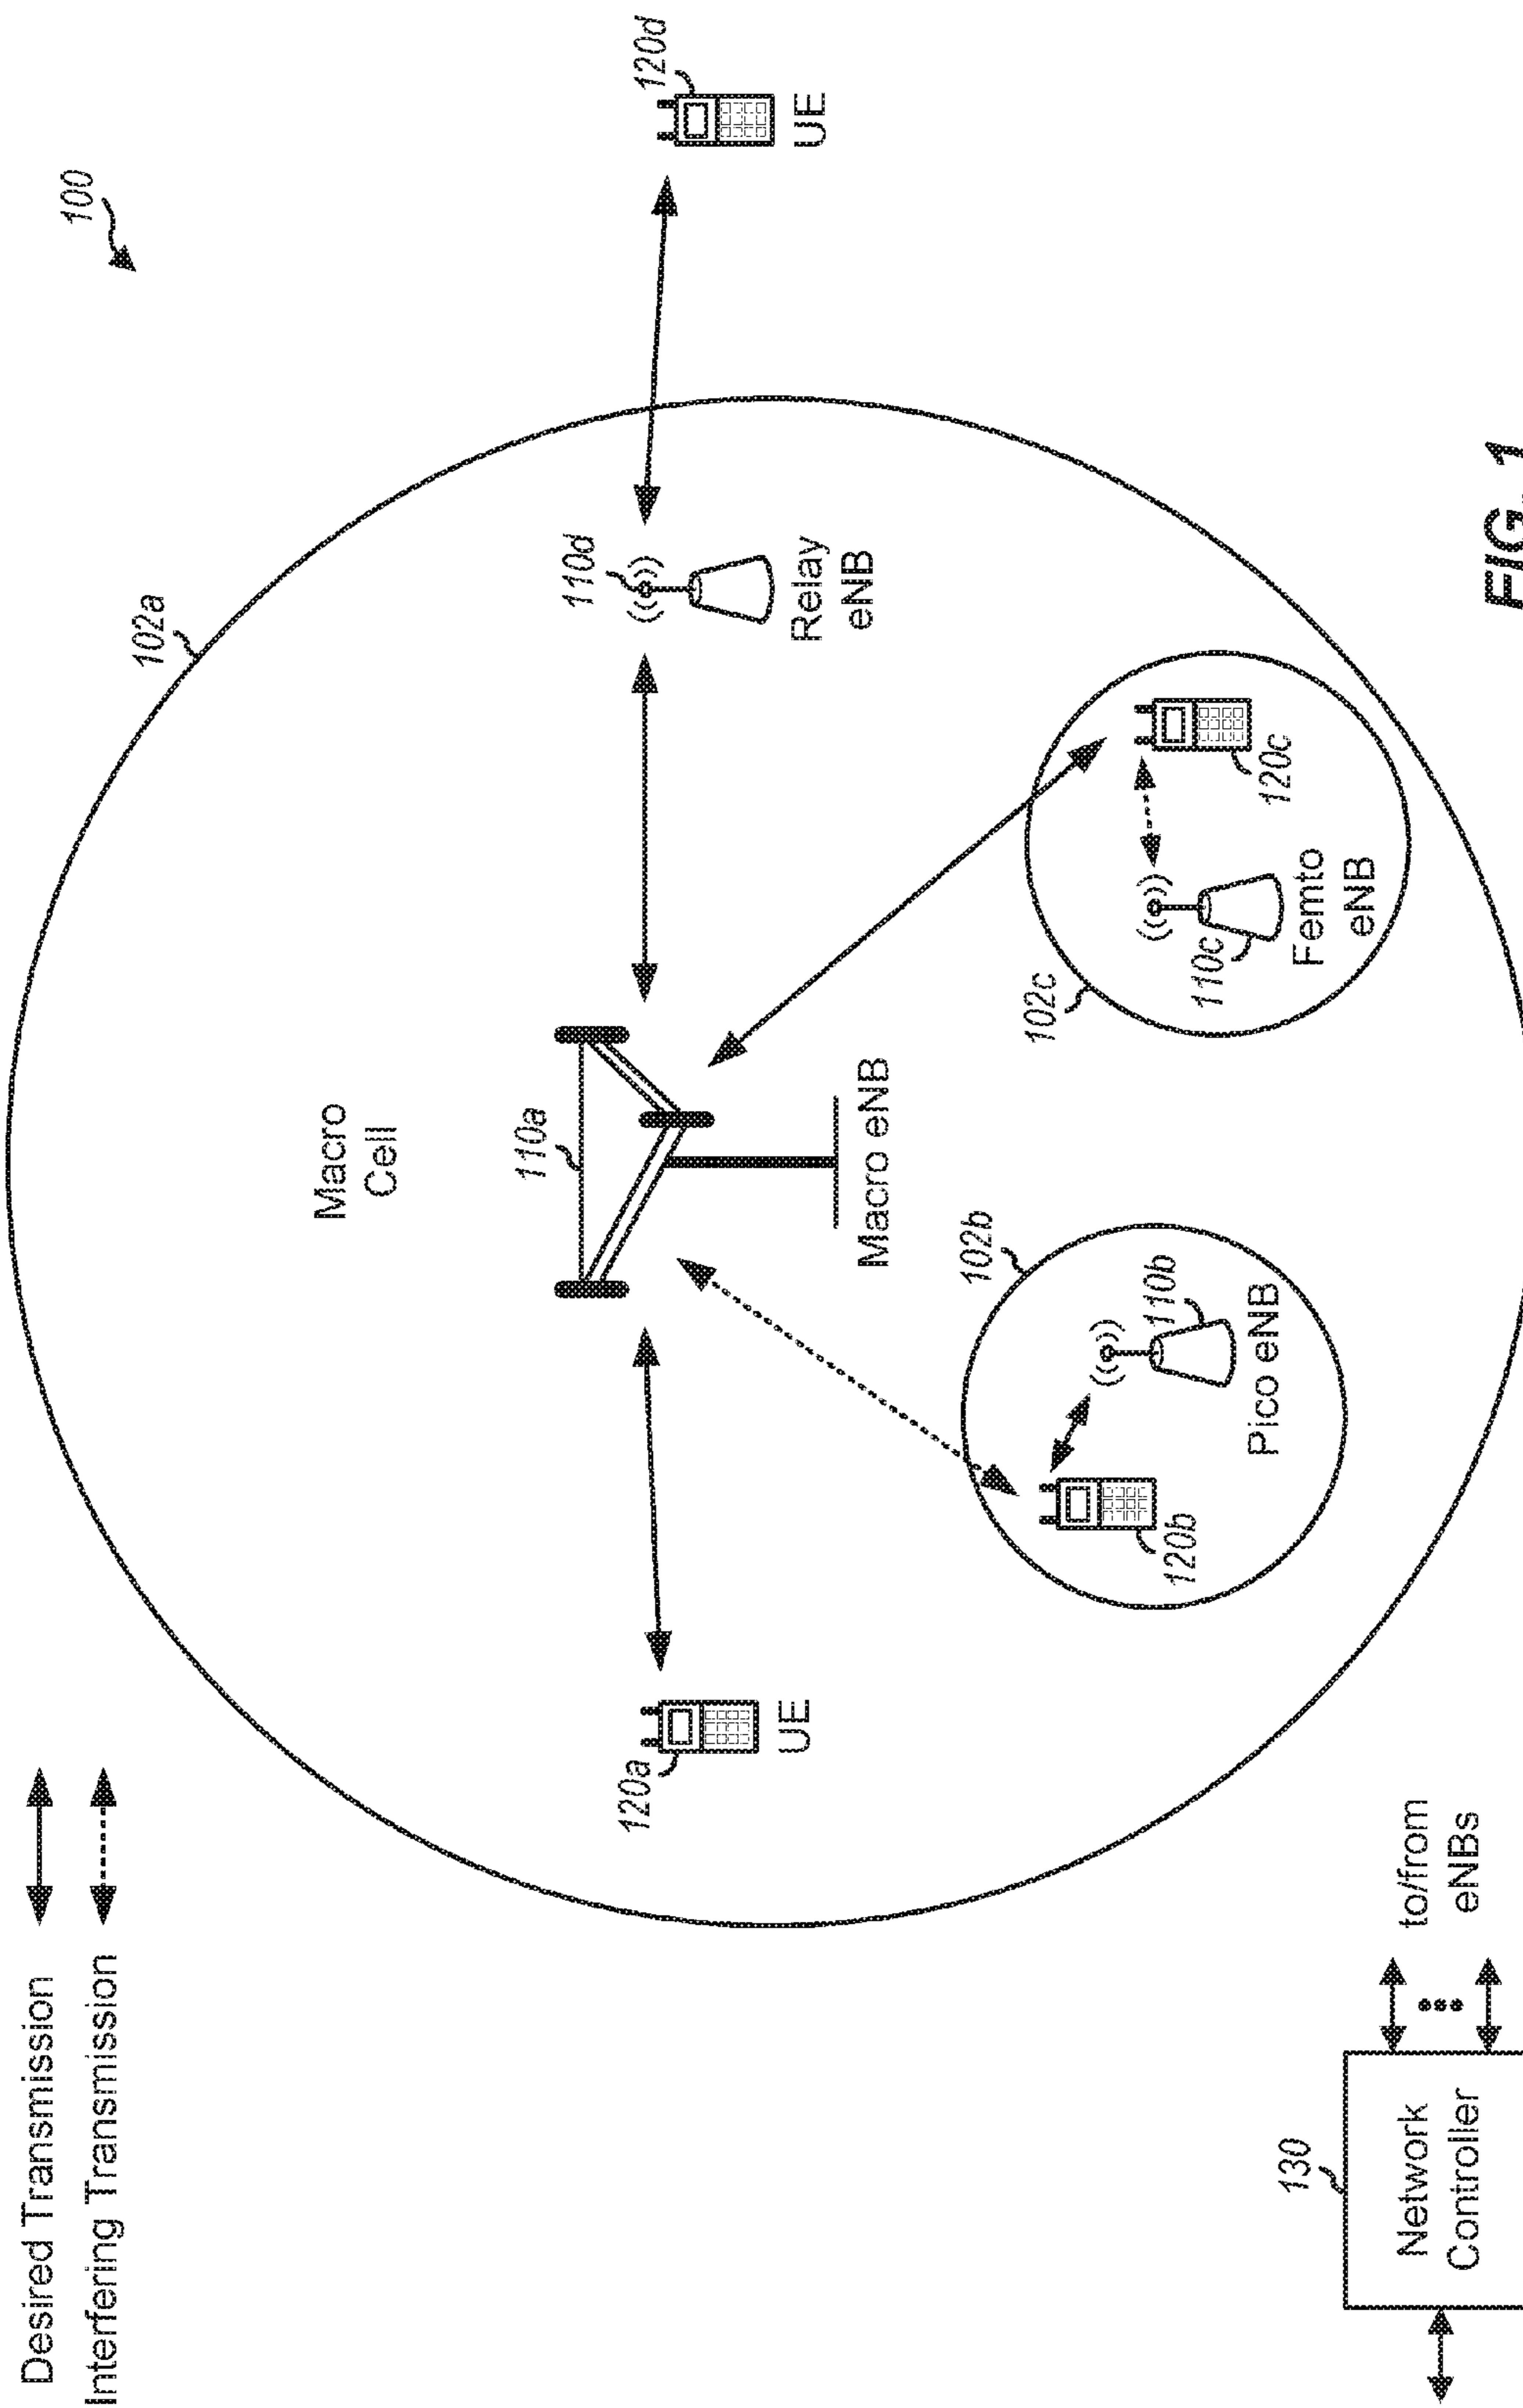 Desired Transmission
Interfering Transmission
100
102a
Macro
Cell
110a
Macro eNB
120a
UE
110d
Relay
eNB
120d
UE
102b
110b
Pico eNB
120b
102c
110c
Femto
eNB
120c
130
Network
Controller
to/from
eNBs
FIG. 1